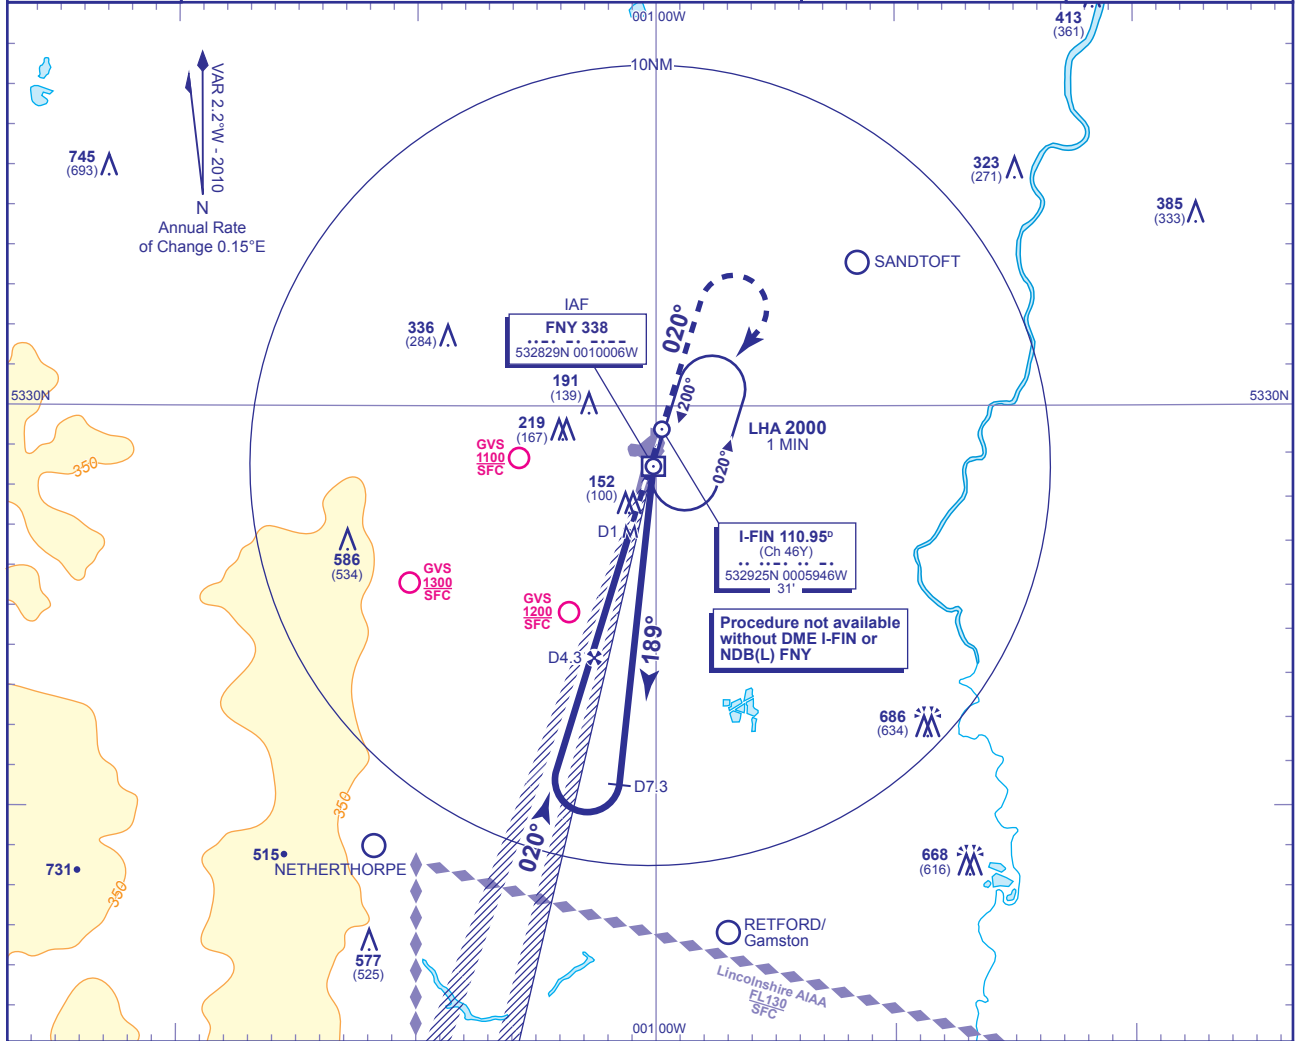 001 00W
413
(361)
10NM
VAR 2.2°W - 2010
N
Annual Rate
of Change 0.15°E
745
(693)
323
(271)
385
(333)
SANDTOFT
IAF
FNY 338
532829N 0010006W
020°
336
(284)
191
(139)
200°
5330N
5330N
219
(167)
LHA 2000
1 MIN
GVS
1100
SFC
020°
152
(100)
D1
I-FIN 110.95D
(Ch 46Y)
532925N 0005946W
31'
350
586
(534)
GVS
1300
SFC
GVS
1200
SFC
Procedure not available
without DME I-FIN or
NDB(L) FNY
189°
D4.3
686
(634)
D7.3
350
020°
515
NETHERTHORPE
731
350
668
(616)
RETFORD/
Gamston
577
(525)
Lincolnshire AIAA
FL130
SFC
001 00W